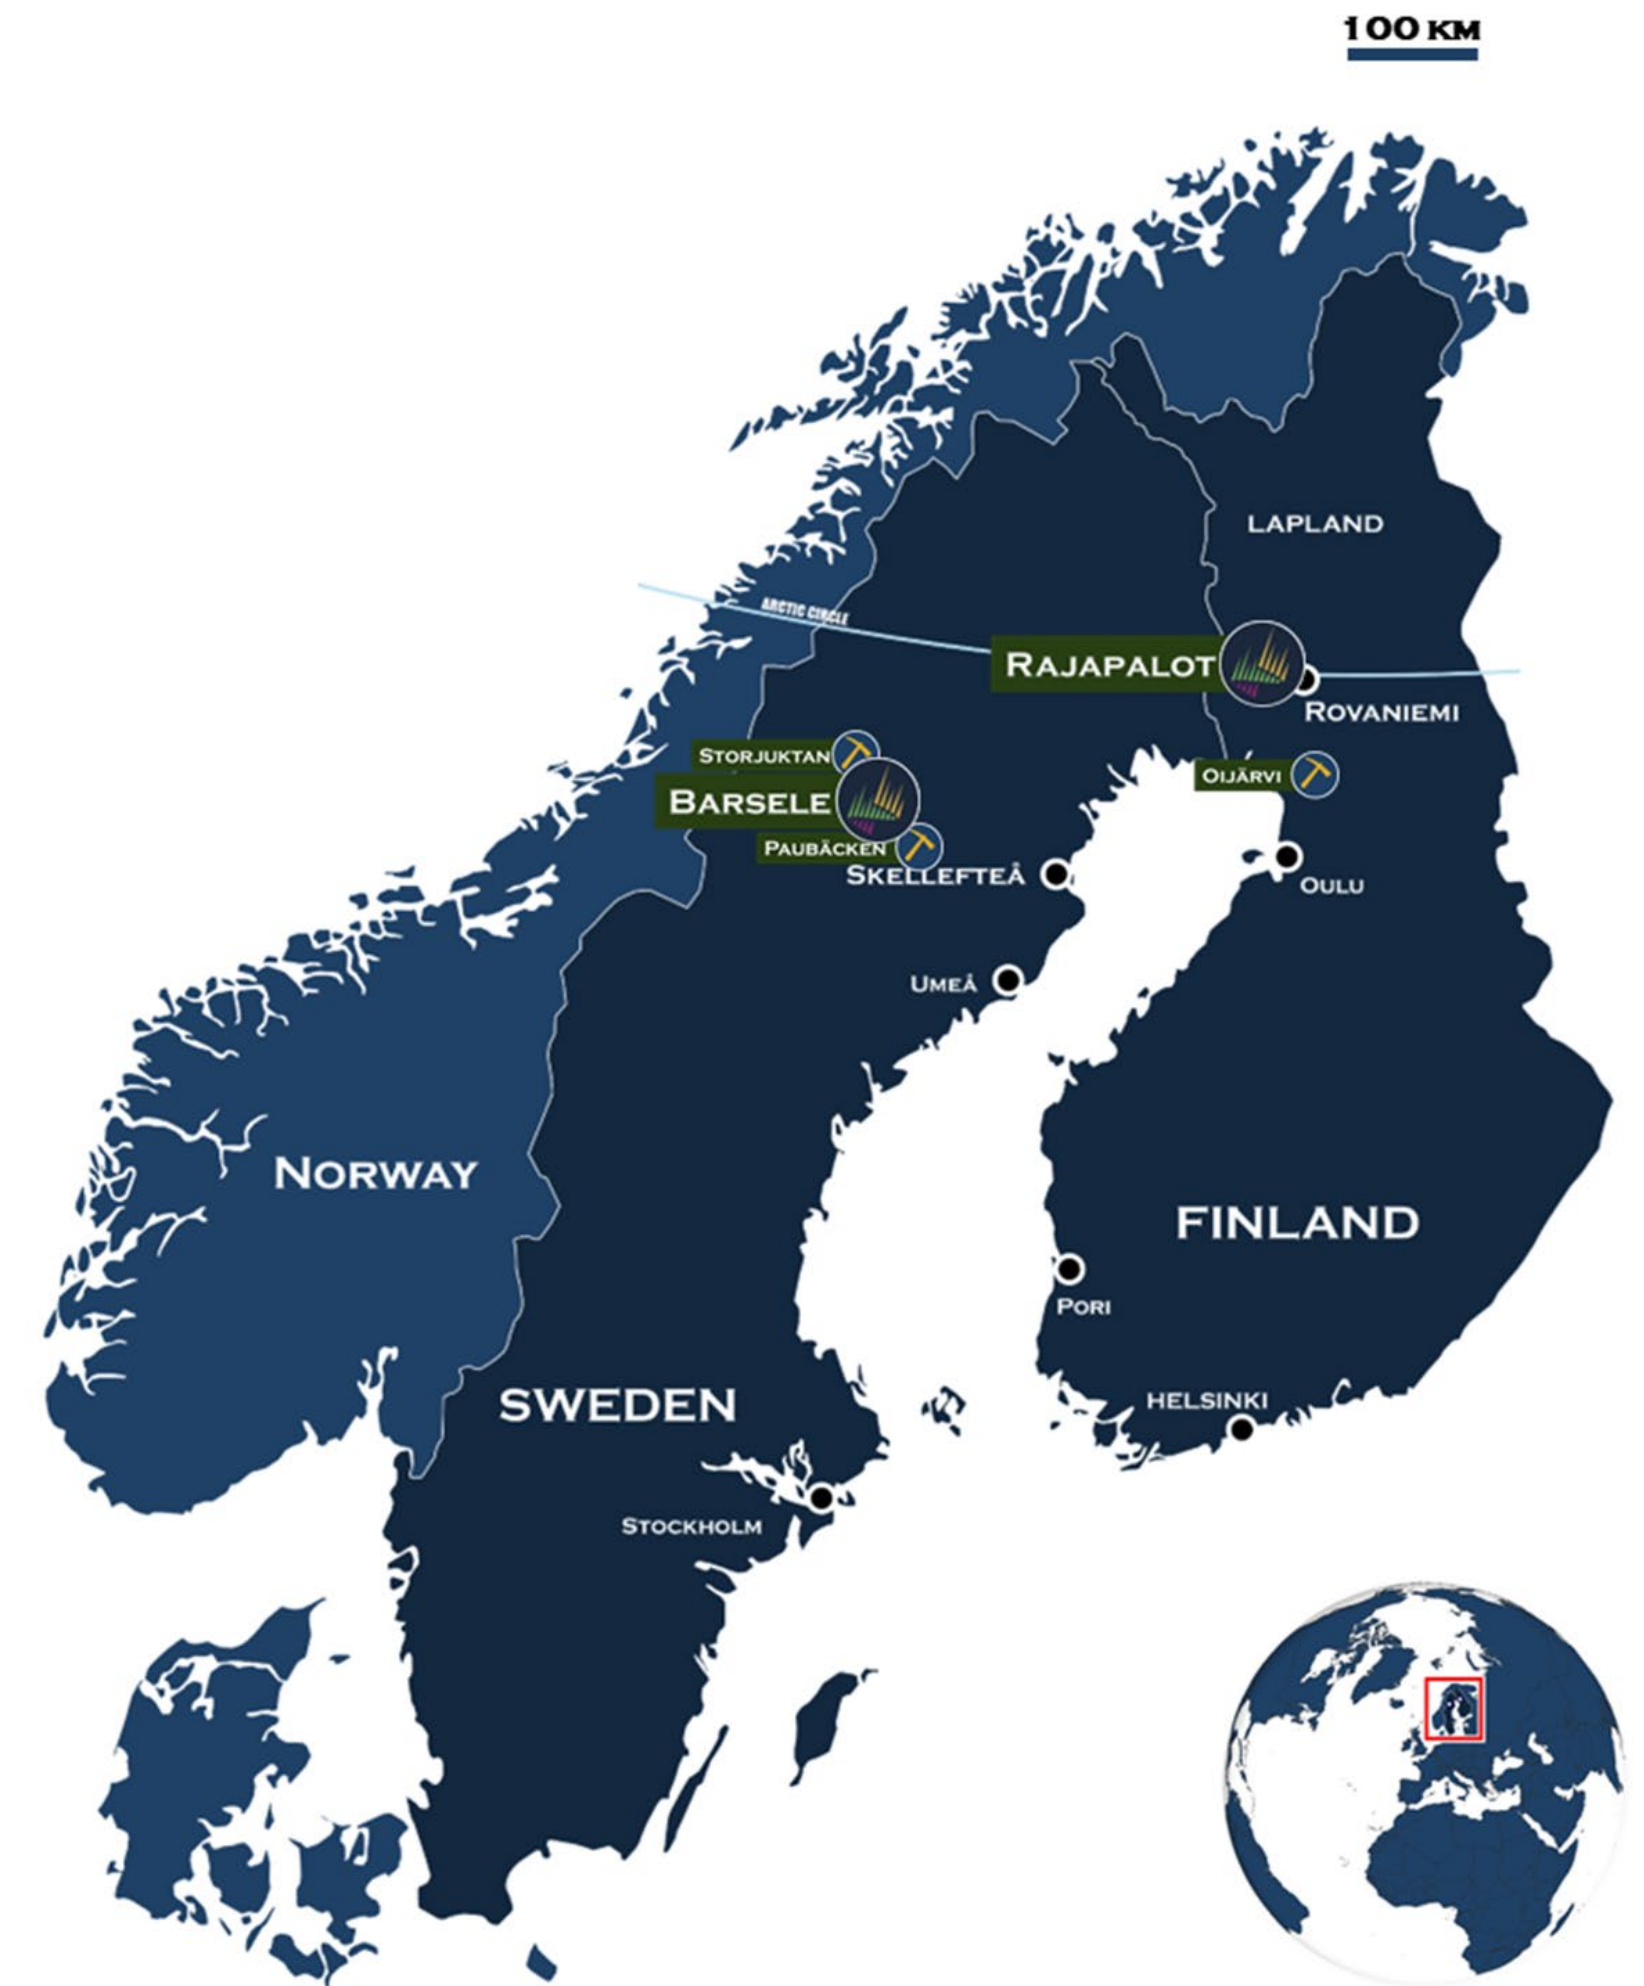 100 KM
LAPLAND
ARCTIC CIRCLE
RAJAPALOT
ROVANIEMI
STORJUKTAN
OIJÄRVI
BARSELE
PAUBÄCKEN
SKELLEFTEÅ
OULU
UMEÅ
NORWAY
FINLAND
PORI
SWEDEN
HELSINKI
STOCKHOLM